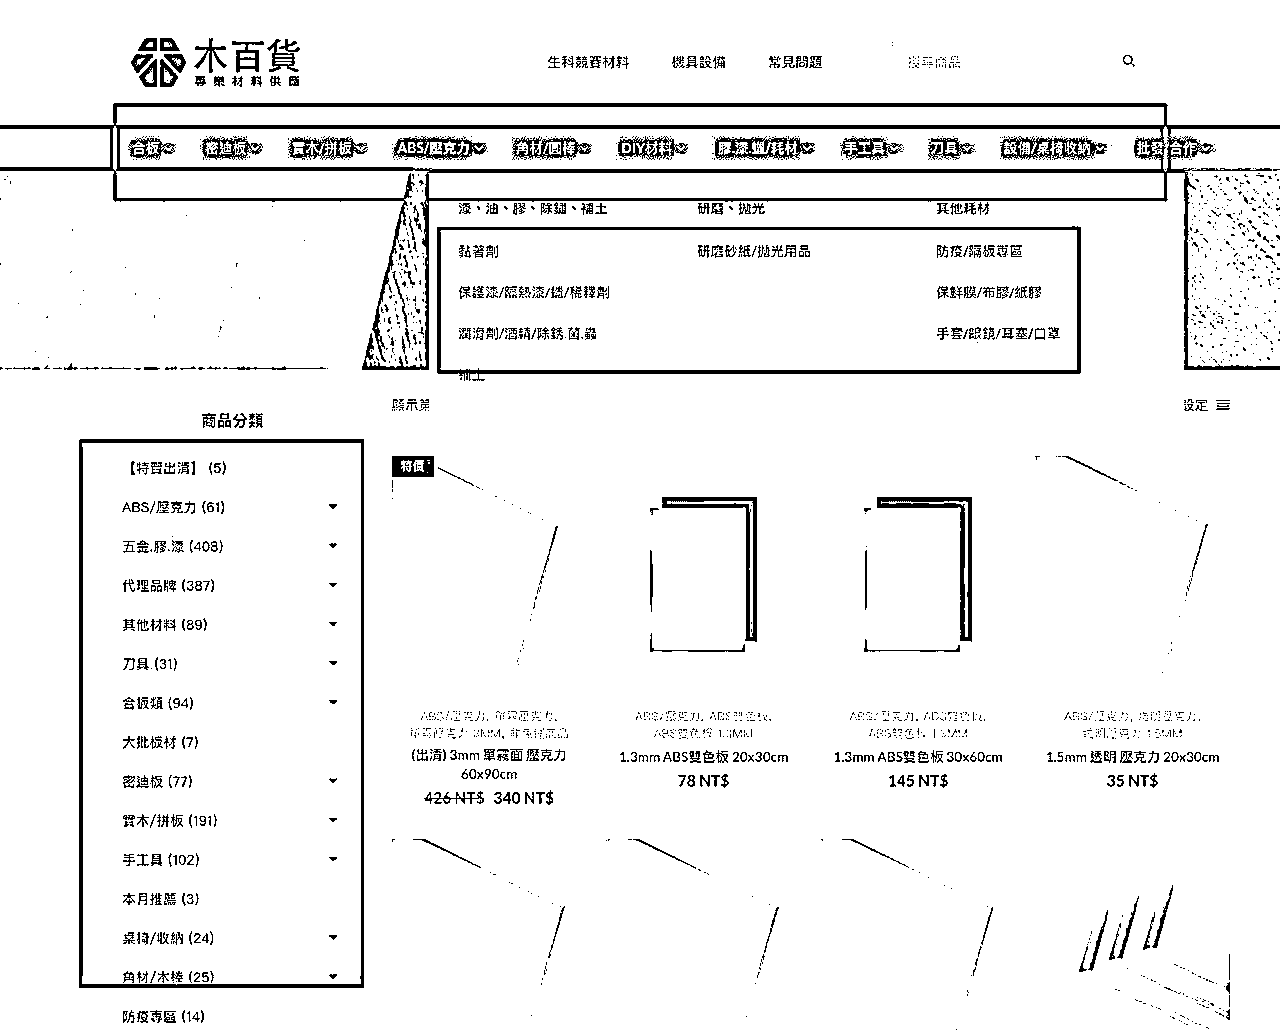 木百貨
專業材料供應
生科競賽材料 機具設備 常見問題 搜尋商品
合板 密迪板 實木/拼板 ABS/壓克力 角材/圓棒 DIY材料 膠.漆.蠟/耗材 手工具 刀具 設備/桌椅收納 批發合作
漆、油、膠、除鏽、補土 研磨、拋光 其他耗材
黏著劑 研磨砂紙/拋光用品 防疫/隔板專區
保護漆/隔熱漆/蠟/稀釋劑 保鮮膜/布膠/紙膠
潤滑劑/酒精/除銹.菌.蟲 手套/眼鏡/耳塞/口罩
補土
顯示第 設定
商品分類
【特賣出清】 (5)
ABS/壓克力 (61)
五金.膠.漆 (408)
代理品牌 (387)
其他材料 (89)
刀具 (31)
合板類 (94)
大批板材 (7)
密迪板 (77)
實木/拼板 (191)
手工具 (102)
本月推薦 (3)
桌椅/收納 (24)
角材/木棒 (25)
防疫專區 (14)
特價
ABS/壓克力, 單霧壓克力,
單霧壓克力 3MM, 非保留商品
(出清) 3mm 單霧面 壓克力
60x90cm
426 NT$ 340 NT$
ABS/壓克力, ABS雙色板,
ABS雙色板 1.3MM
1.3mm ABS雙色板 20x30cm
78 NT$
ABS/壓克力, ABS雙色板,
ABS雙色板 1.3MM
1.3mm ABS雙色板 30x60cm
145 NT$
ABS/壓克力, 透明壓克力,
透明壓克力 1.5MM
1.5mm 透明 壓克力 20x30cm
35 NT$